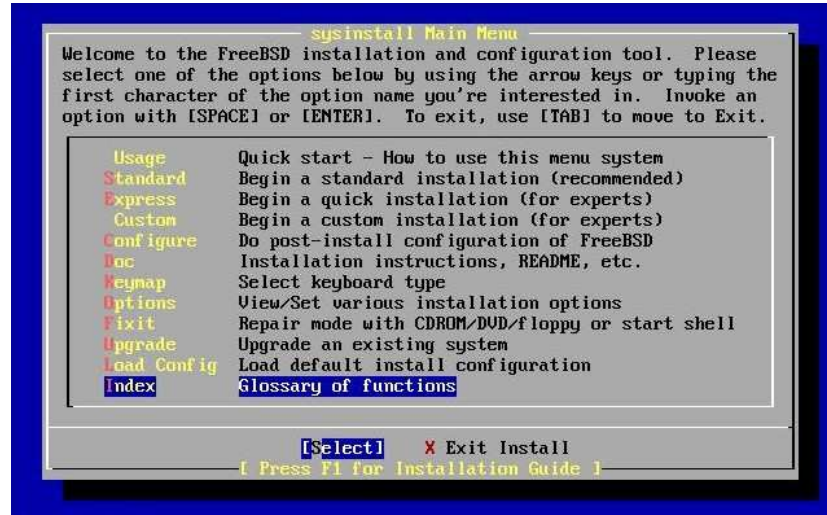 sysinstall Main Menu
Welcome to the FreeBSD installation and configuration tool.  Please
select one of the options below by using the arrow keys or typing the
first character of the option name you're interested in.  Invoke an
option with [SPACE] or [ENTER].  To exit, use [TAB] to move to Exit.
Usage Quick start - How to use this menu system
Standard Begin a standard installation (recommended)
Express Begin a quick installation (for experts)
Custom Begin a custom installation (for experts)
Configure Do post-install configuration of FreeBSD
Doc Installation instructions, README, etc.
Keymap Select keyboard type
Options View/Set various installation options
Fixit Repair mode with CDROM/DVD/floppy or start shell
Upgrade Upgrade an existing system
Load Config Load default install configuration
Index Glossary of functions
[Select] X Exit Install
[ Press F1 for Installation Guide ]